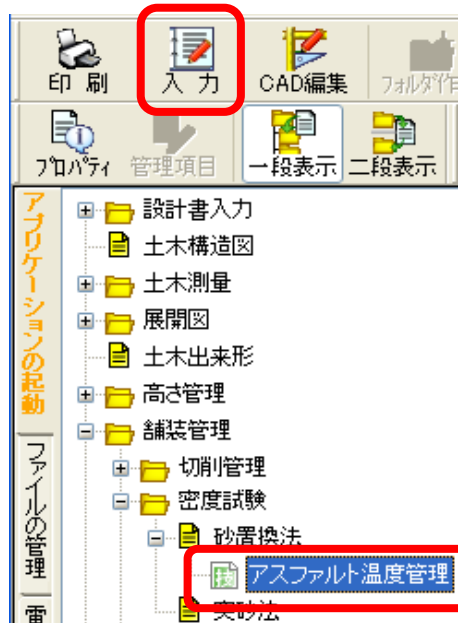 印 刷
入 力
CAD編集
フォルダ作
プロパティ
管理項目
一段表示
二段表示
アプリケーションの起動
ファイルの管理
電
設計書入力
土木構造図
土木測量
展開図
土木出来形
高さ管理
舗装管理
切削管理
密度試験
砂置換法
アスファルト温度管理
突砂法